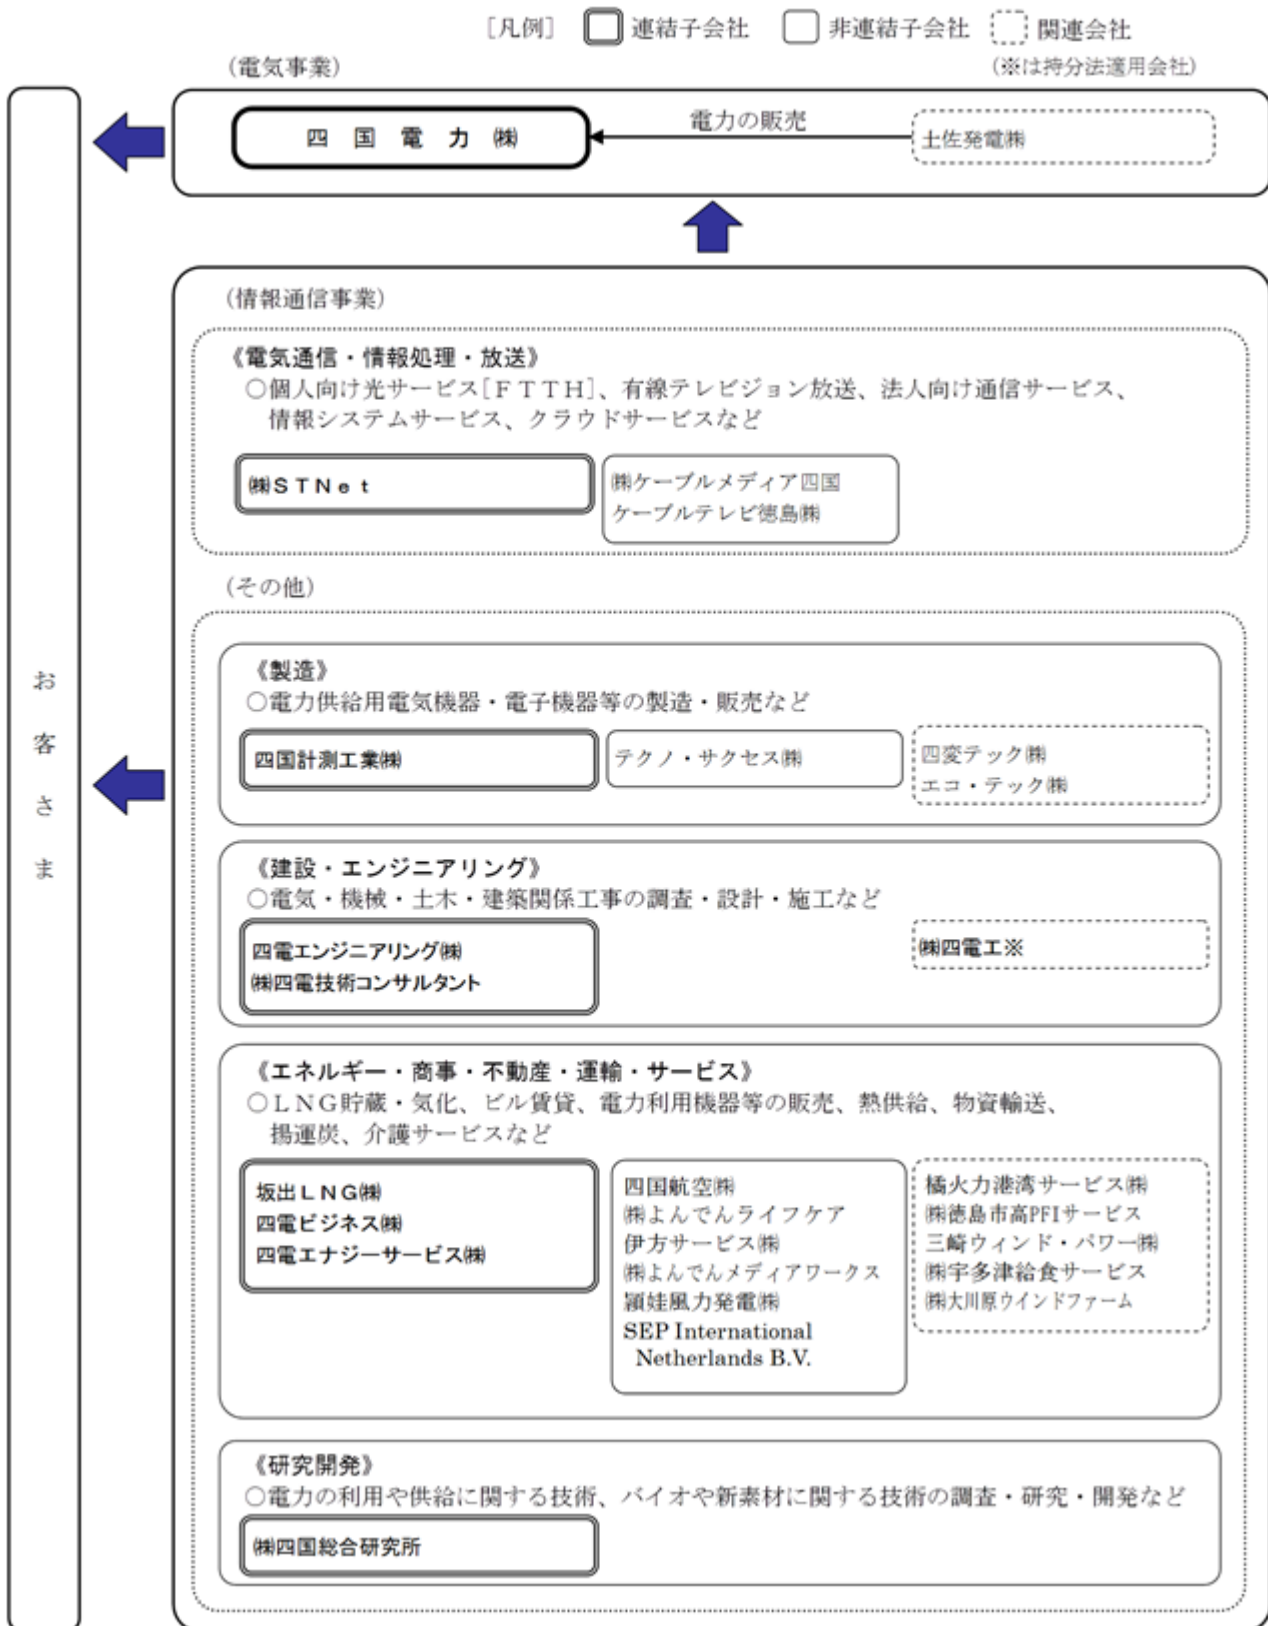 ［凡例］ 連結子会社 非連結子会社 関連会社
（※は持分法適用会社）
（電気事業）
四国電力㈱
電力の販売
土佐発電㈱
（情報通信事業）
《電気通信・情報処理・放送》
○個人向け光サービス［ＦＴＴＨ］、有線テレビジョン放送、法人向け通信サービス、
情報システムサービス、クラウドサービスなど
㈱ＳＴＮｅｔ
㈱ケーブルメディア四国
ケーブルテレビ徳島㈱
（その他）
《製造》
○電力供給用電気機器・電子機器等の製造・販売など
四国計測工業㈱
テクノ・サクセス㈱
四変テック㈱
エコ・テック㈱
《建設・エンジニアリング》
○電気・機械・土木・建築関係工事の調査・設計・施工など
四電エンジニアリング㈱
㈱四電技術コンサルタント
㈱四電工※
《エネルギー・商事・不動産・運輸・サービス》
○ＬＮＧ貯蔵・気化、ビル賃貸、電力利用機器等の販売、熱供給、物資輸送、
揚運炭、介護サービスなど
坂出ＬＮＧ㈱
四電ビジネス㈱
四電エナジーサービス㈱
四国航空㈱
㈱よんでんライフケア
伊方サービス㈱
㈱よんでんメディアワークス
頴娃風力発電㈱
SEP International
Netherlands B.V.
橘火力港湾サービス㈱
㈱徳島市高PFIサービス
三崎ウィンド・パワー㈱
㈱宇多津給食サービス
㈱大川原ウインドファーム
《研究開発》
○電力の利用や供給に関する技術、バイオや新素材に関する技術の調査・研究・開発など
㈱四国総合研究所
お客さま